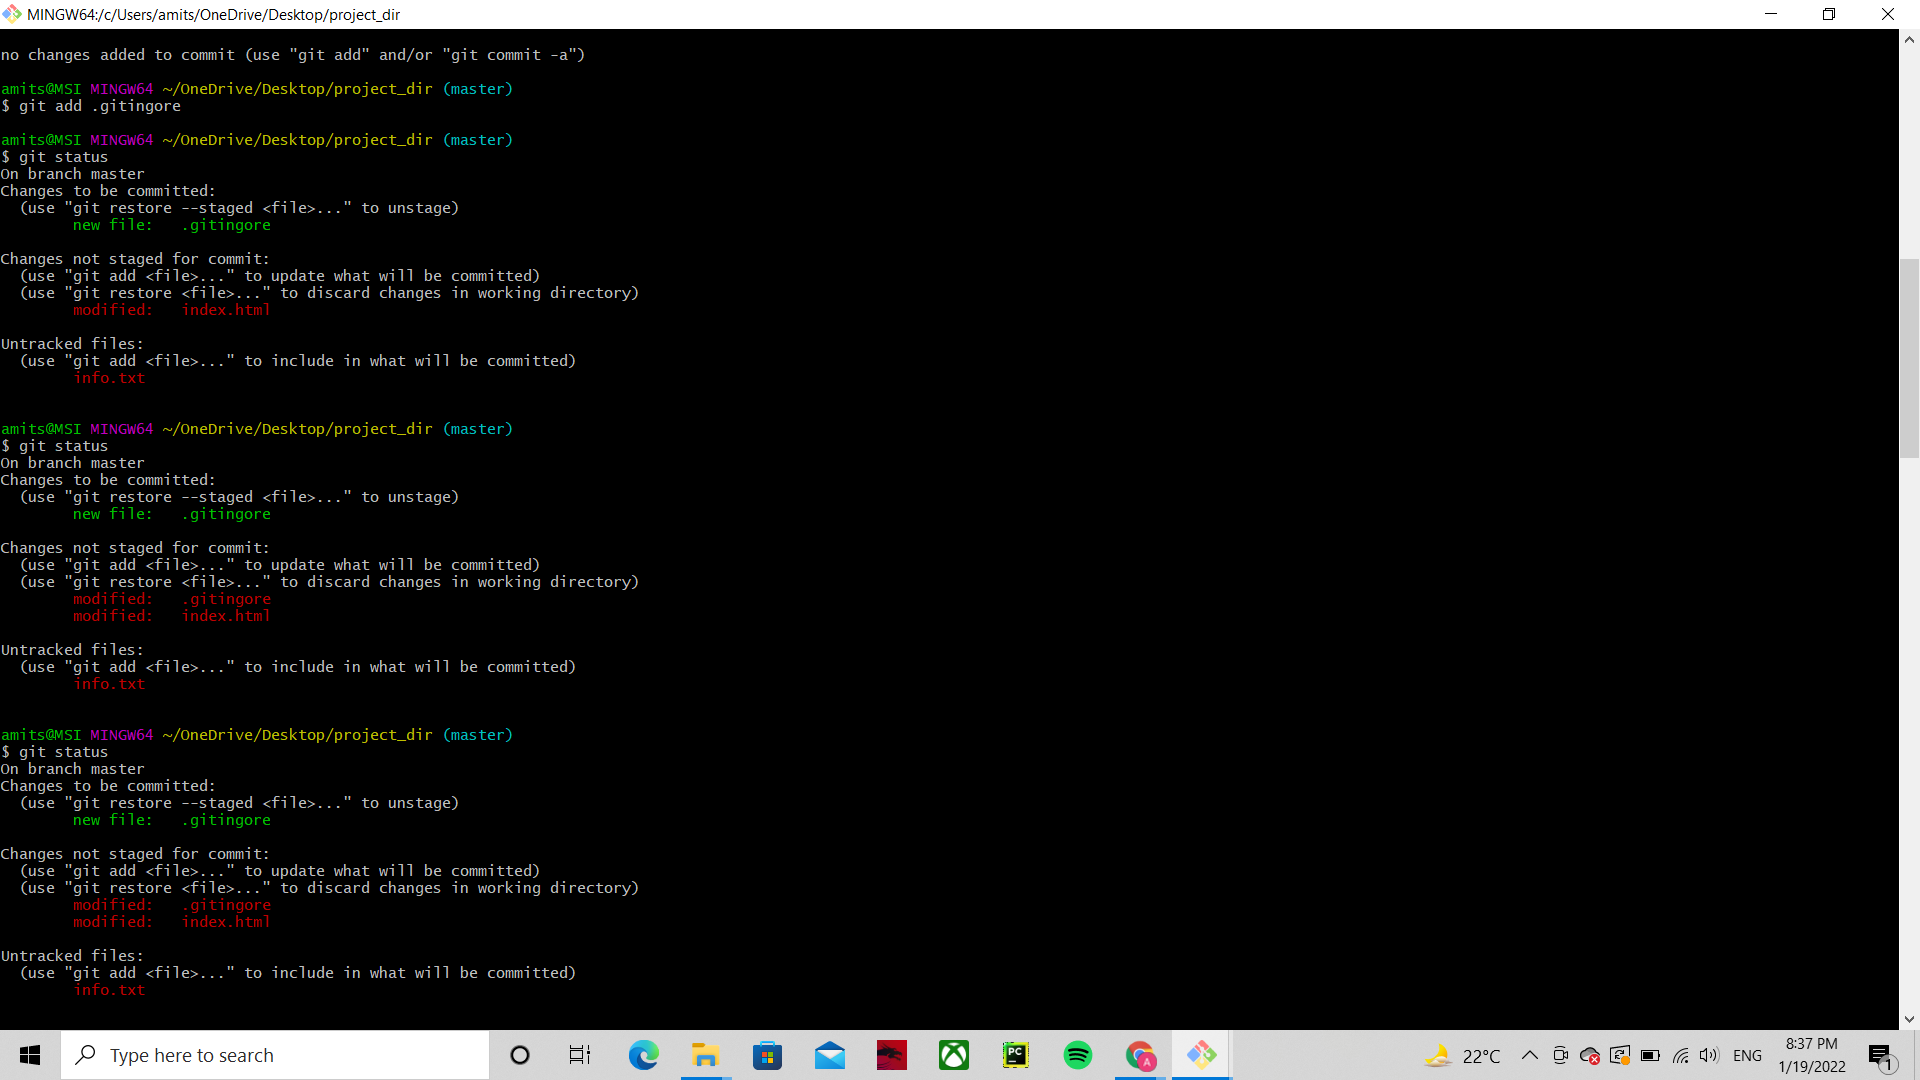 MINGW64:/c/Users/amits/OneDrive/Desktop/project_dir
no changes added to commit (use "git add" and/or "git commit -a")
amits@MSI MINGW64 ~/OneDrive/Desktop/project_dir (master)
$ git add .gitingore
amits@MSI MINGW64 ~/OneDrive/Desktop/project_dir (master)
$ git status
On branch master
Changes to be committed:
(use "git restore --staged <file>..." to unstage)
new file:   .gitingore
Changes not staged for commit:
(use "git add <file>..." to update what will be committed)
(use "git restore <file>..." to discard changes in working directory)
modified:   index.html
Untracked files:
(use "git add <file>..." to include in what will be committed)
info.txt
amits@MSI MINGW64 ~/OneDrive/Desktop/project_dir (master)
$ git status
On branch master
Changes to be committed:
(use "git restore --staged <file>..." to unstage)
new file:   .gitingore
Changes not staged for commit:
(use "git add <file>..." to update what will be committed)
(use "git restore <file>..." to discard changes in working directory)
modified:   .gitingore
modified:   index.html
Untracked files:
(use "git add <file>..." to include in what will be committed)
info.txt
amits@MSI MINGW64 ~/OneDrive/Desktop/project_dir (master)
$ git status
On branch master
Changes to be committed:
(use "git restore --staged <file>..." to unstage)
new file:   .gitingore
Changes not staged for commit:
(use "git add <file>..." to update what will be committed)
(use "git restore <file>..." to discard changes in working directory)
modified:   .gitingore
modified:   index.html
Untracked files:
(use "git add <file>..." to include in what will be committed)
info.txt
Type here to search
PC
A
22°C
ENG
8:37 PM
1/19/2022
1